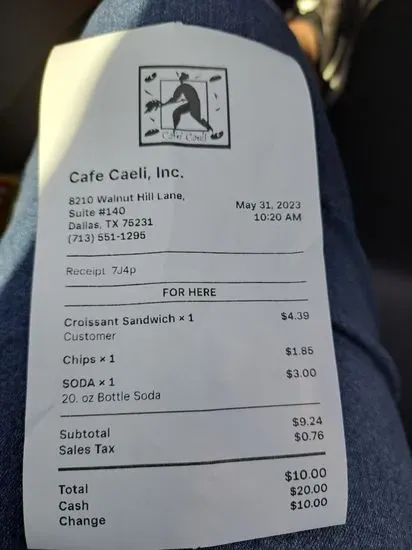 Café Caeli
Cafe Caeli, Inc.
8210 Walnut Hill Lane,
Suite #140
Dallas, TX 75231
(713) 551-1295
May 31, 2023
10:20 AM
Receipt 7J4p
FOR HERE
Croissant Sandwich × 1 $4.39
Customer
Chips × 1 $1.85
SODA × 1 $3.00
20. oz Bottle Soda
Subtotal $9.24
Sales Tax $0.76
Total $10.00
Cash $20.00
Change $10.00